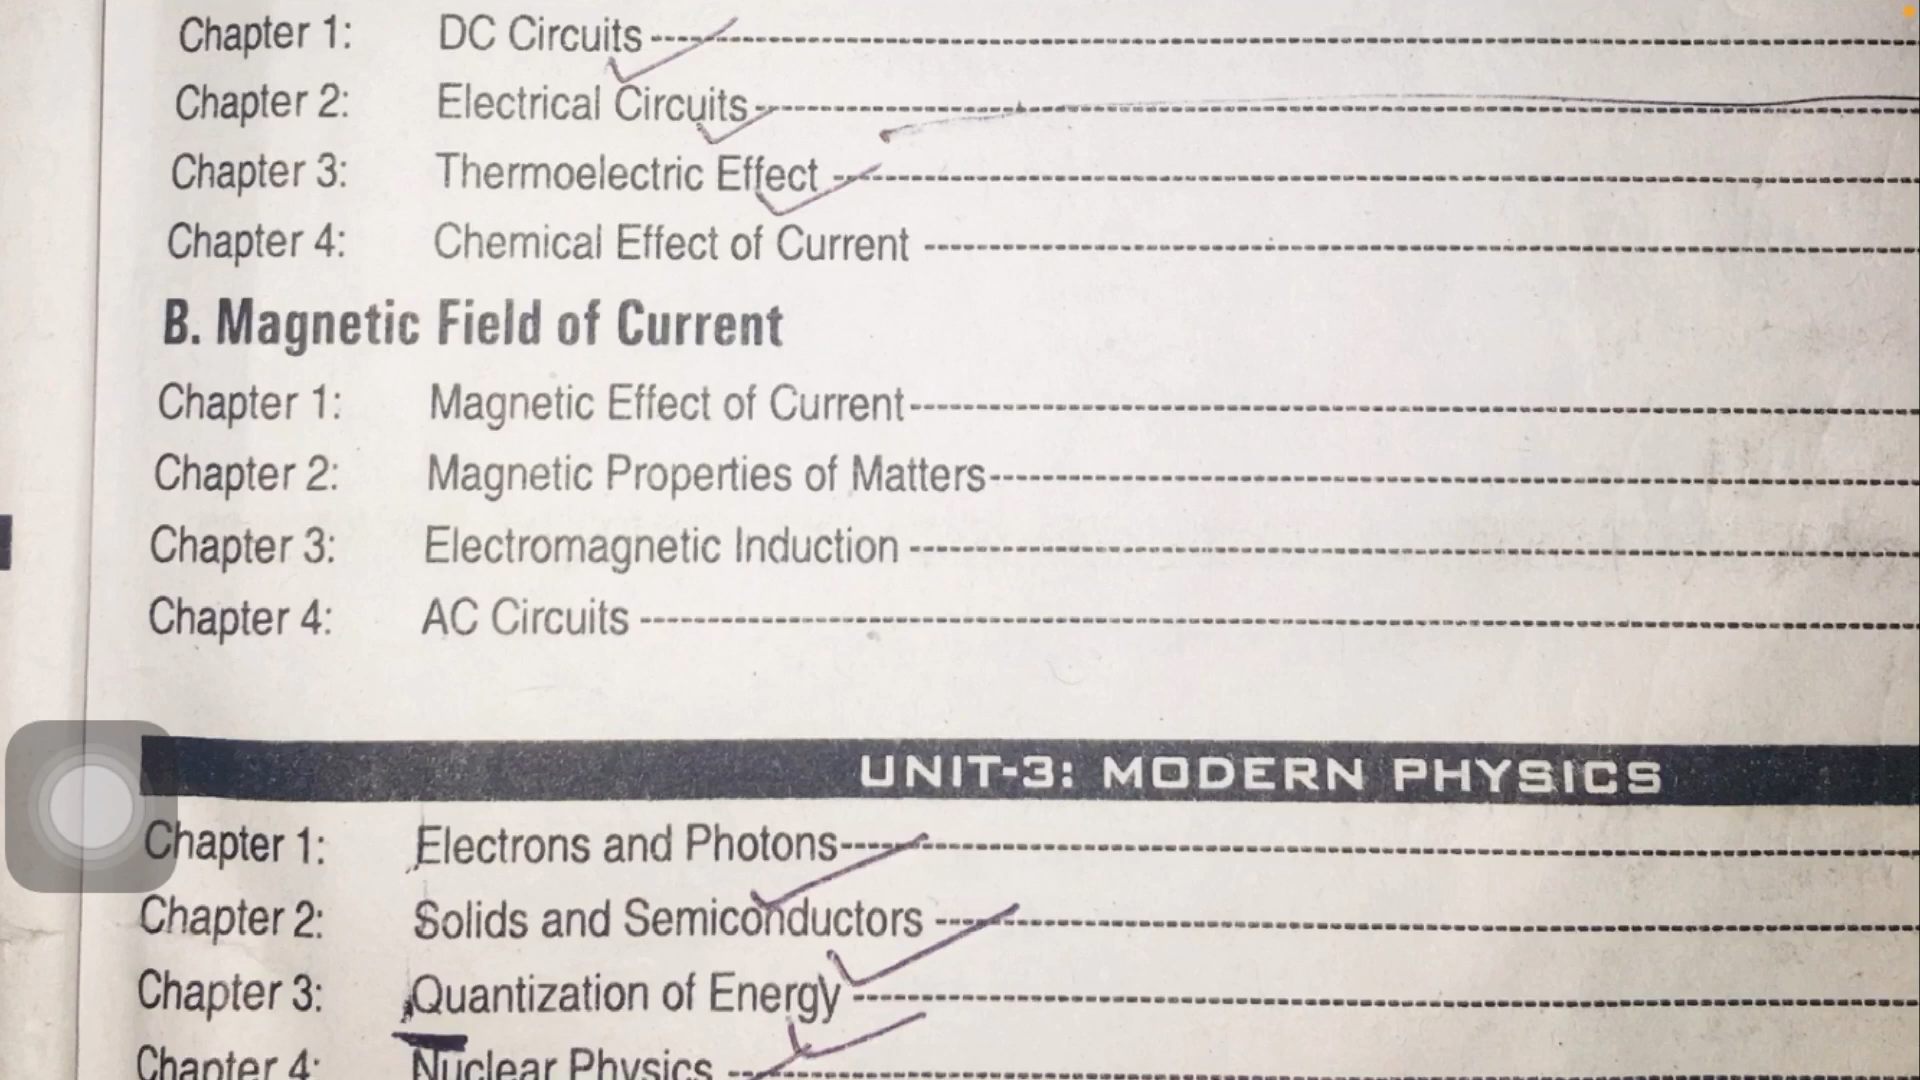 Chapter 1: DC Circuits
Chapter 2: Electrical Circuits
Chapter 3: Thermoelectric Effect
Chapter 4: Chemical Effect of Current
B. Magnetic Field of Current
Chapter 1: Magnetic Effect of Current
Chapter 2: Magnetic Properties of Matters
Chapter 3: Electromagnetic Induction
Chapter 4: AC Circuits
UNIT-3: MODERN PHYSICS
Chapter 1: Electrons and Photons
Chapter 2: Solids and Semiconductors
Chapter 3: Quantization of Energy
Chapter 4: Nuclear Physics